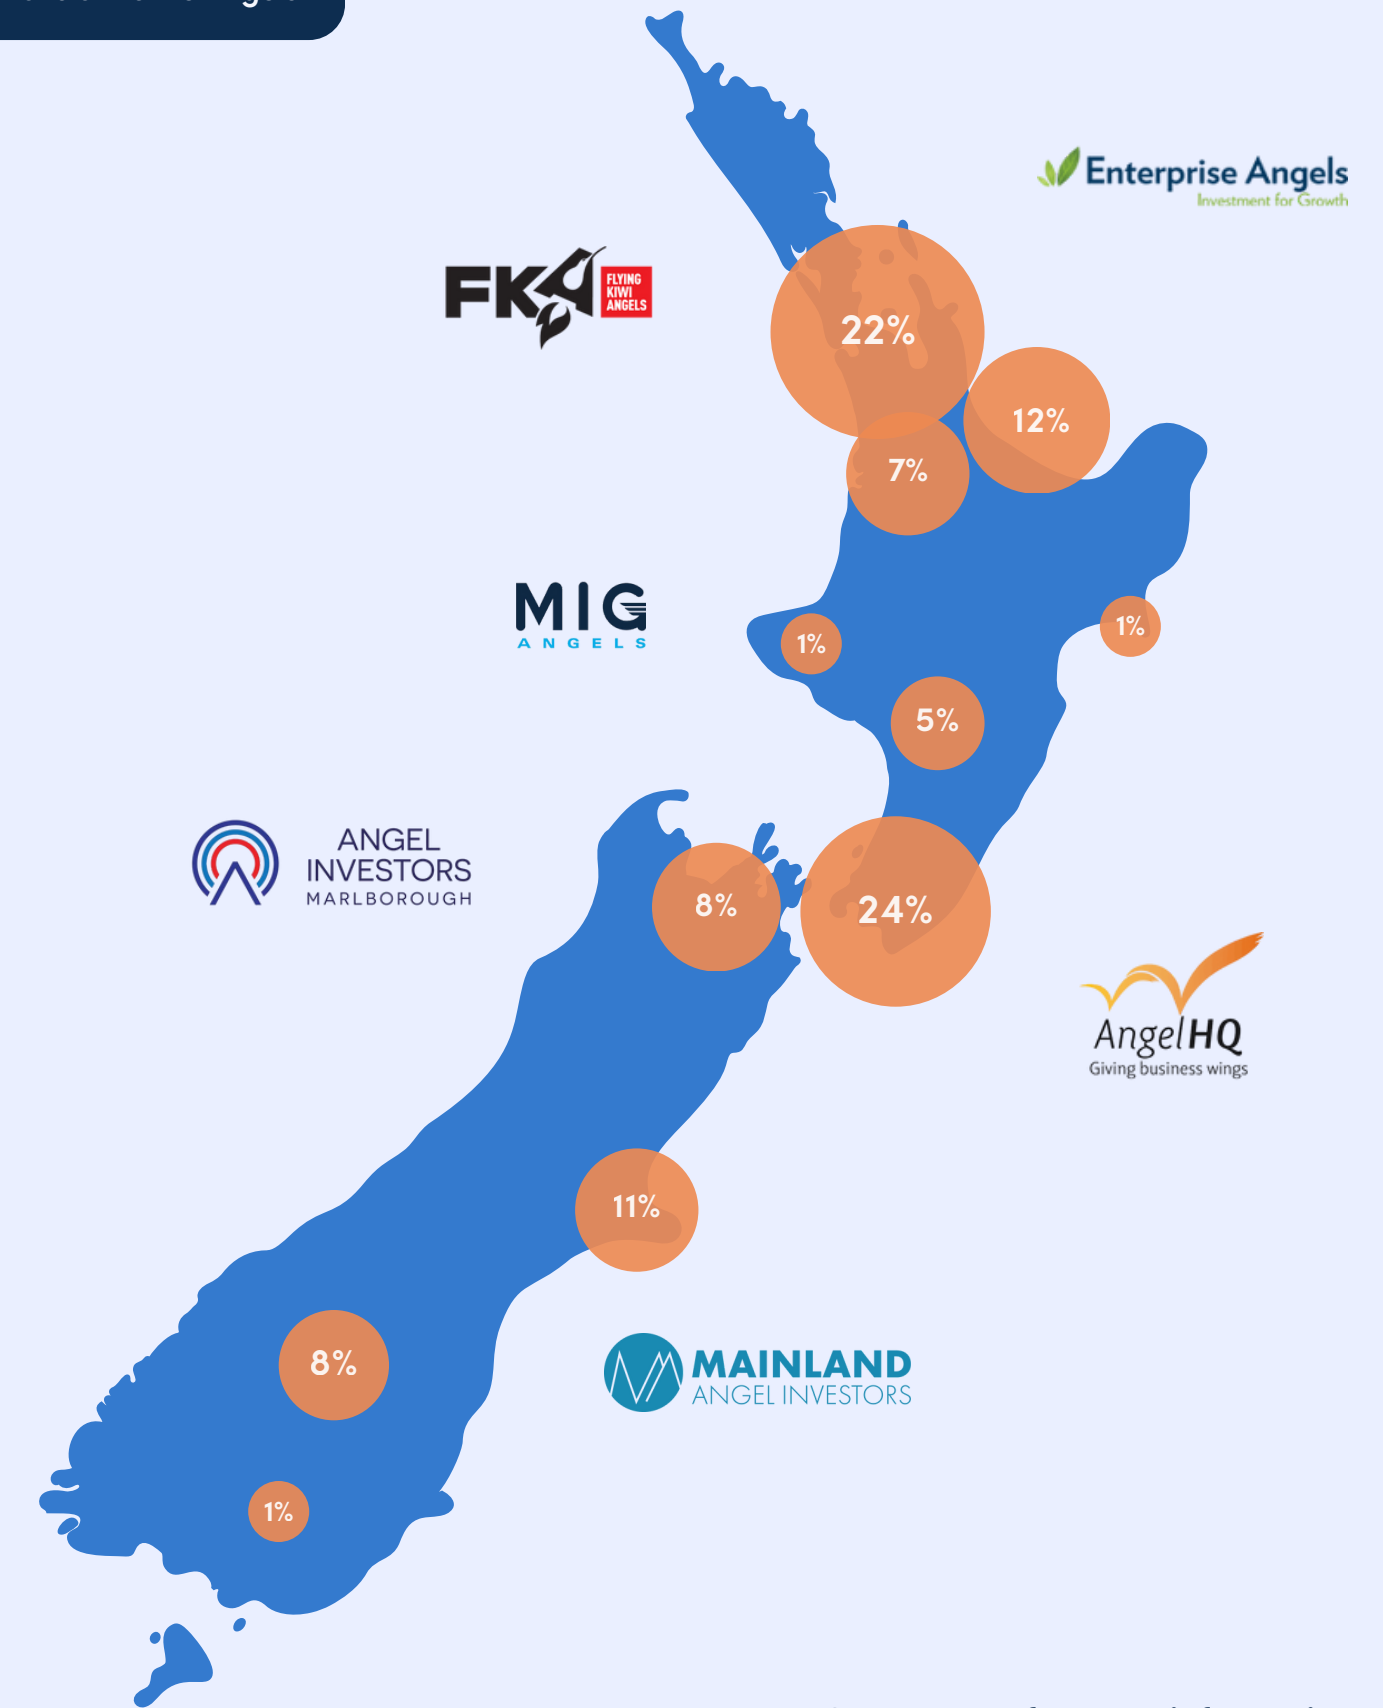 Enterprise Angels
Investment for Growth
FKA
FLYING
KIWI
ANGELS
22%
12%
7%
MIG
ANGELS
1%
1%
5%
ANGEL
INVESTORS
MARLBOROUGH
8%
24%
AngelHQ
Giving business wings
11%
8%
MAINLAND
ANGEL INVESTORS
1%